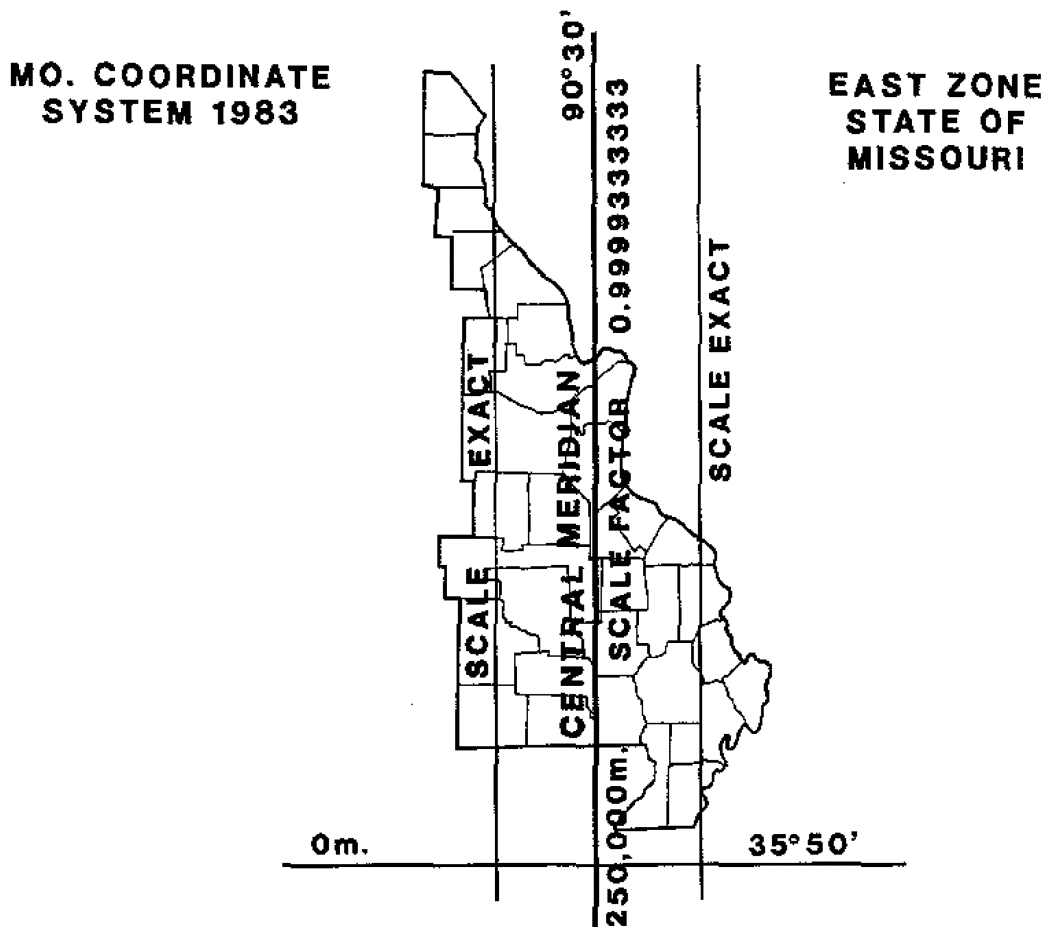 MO. COORDINATE
SYSTEM 1983
EAST ZONE
STATE OF
MISSOURI
90°30'
CENTRAL MERIDIAN
SCALE FACTOR 0.9999333333
SCALE EXACT
SCALE EXACT
0m.
250,000m.
35°50'